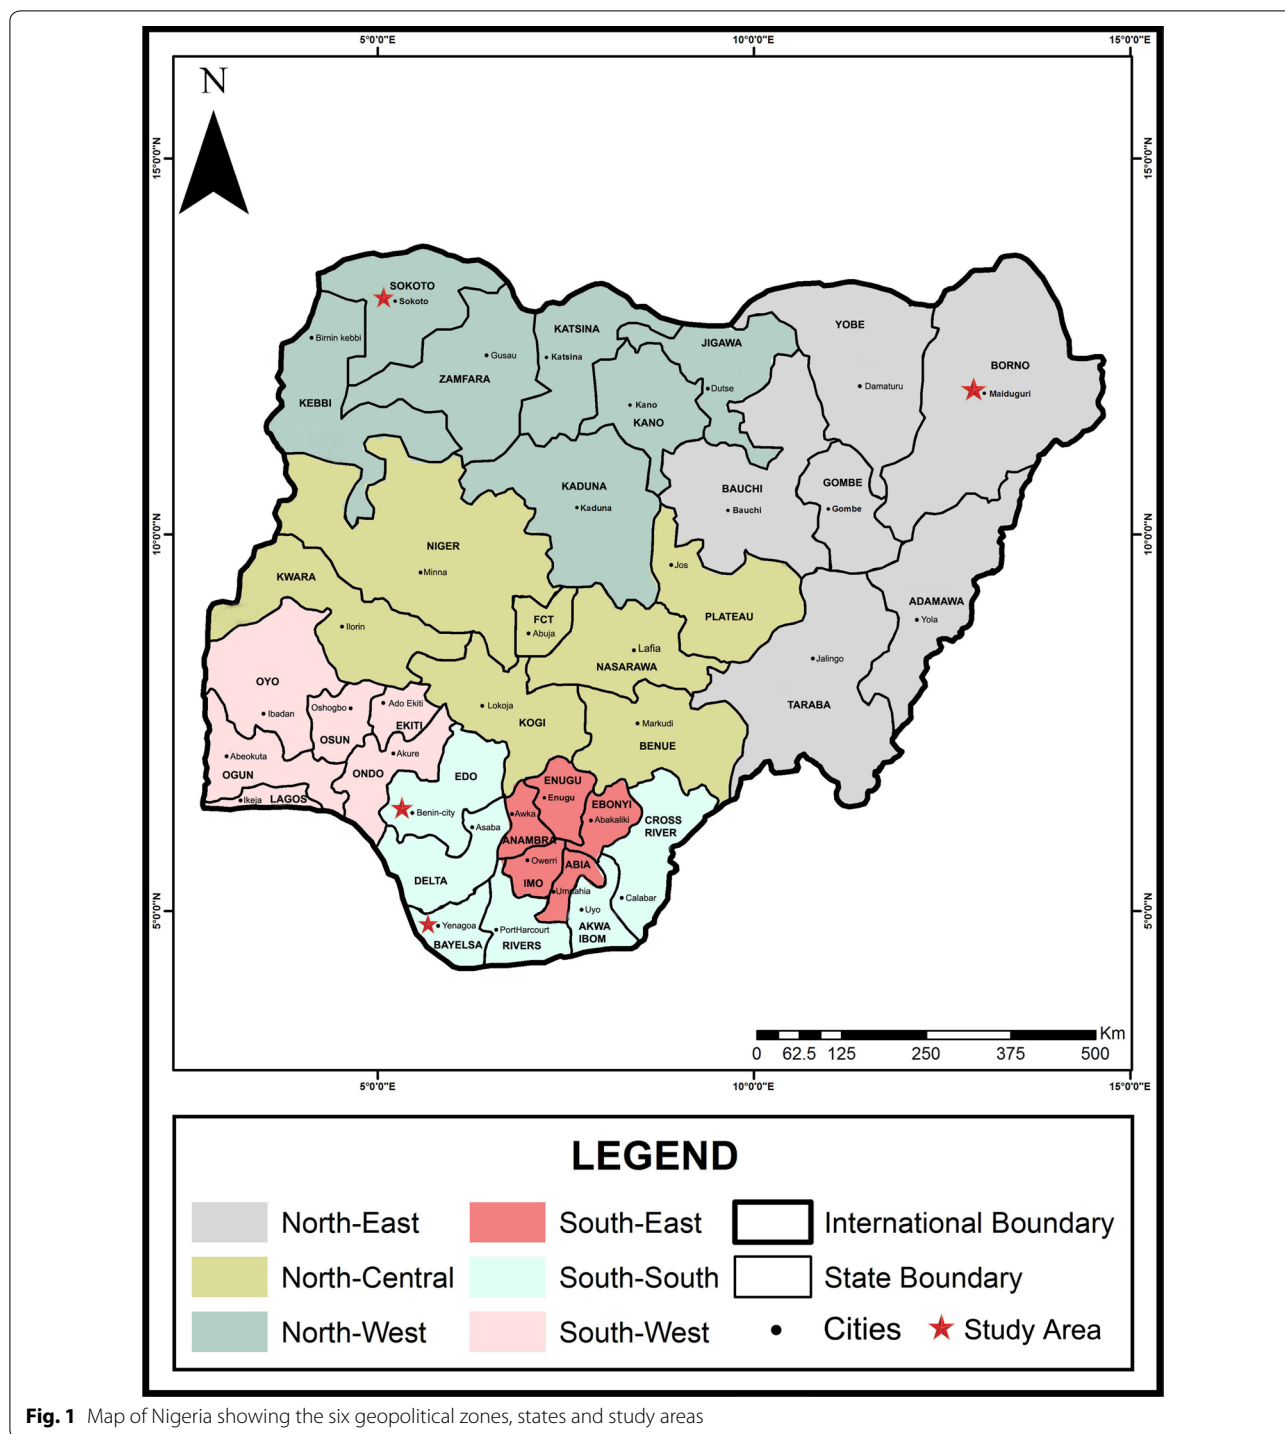 5°0'0"E 10°0'0"E 15°0'0"E
N
15°0'0"N 15°0'0"N
SOKOTO
Sokoto
Birnin kebbi
KATSINA
Katsina
Gusau
ZAMFARA
KEBBI
JIGAWA
Dutse
Kano
KANO
YOBE
Damaturu
BORNO
Maiduguri
KADUNA
Kaduna
BAUCHI
Bauchi
GOMBE
Gombe
10°0'0"N 10°0'0"N
NIGER
Minna
KWARA
Ilorin
FCT
Abuja
Jos
PLATEAU
Lafia
NASARAWA
ADAMAWA
Yola
Jalingo
TARABA
OYO
Ibadan
Oshogbo
OSUN
Ado Ekiti
EKITI
Lokoja
KOGI
Markudi
BENUE
Abeokuta
OGUN
Akure
ONDO
Ikeja LAGOS
EDO
Benin-city
Asaba
ENUGU
Enugu
EBONYI
Abakaliki
Awka
ANAMBRA
CROSS
RIVER
Owerri
IMO
ABIA
Umuahia
DELTA
Calabar
Uyo
AKWA
IBOM
5°0'0"N 5°0'0"N
Yenagoa
BAYELSA
PortHarcourt
RIVERS
Km
0 62.5 125 250 375 500
5°0'0"E 10°0'0"E 15°0'0"E
LEGEND
North-East South-East International Boundary
North-Central South-South State Boundary
North-West South-West Cities Study Area
Fig. 1 Map of Nigeria showing the six geopolitical zones, states and study areas